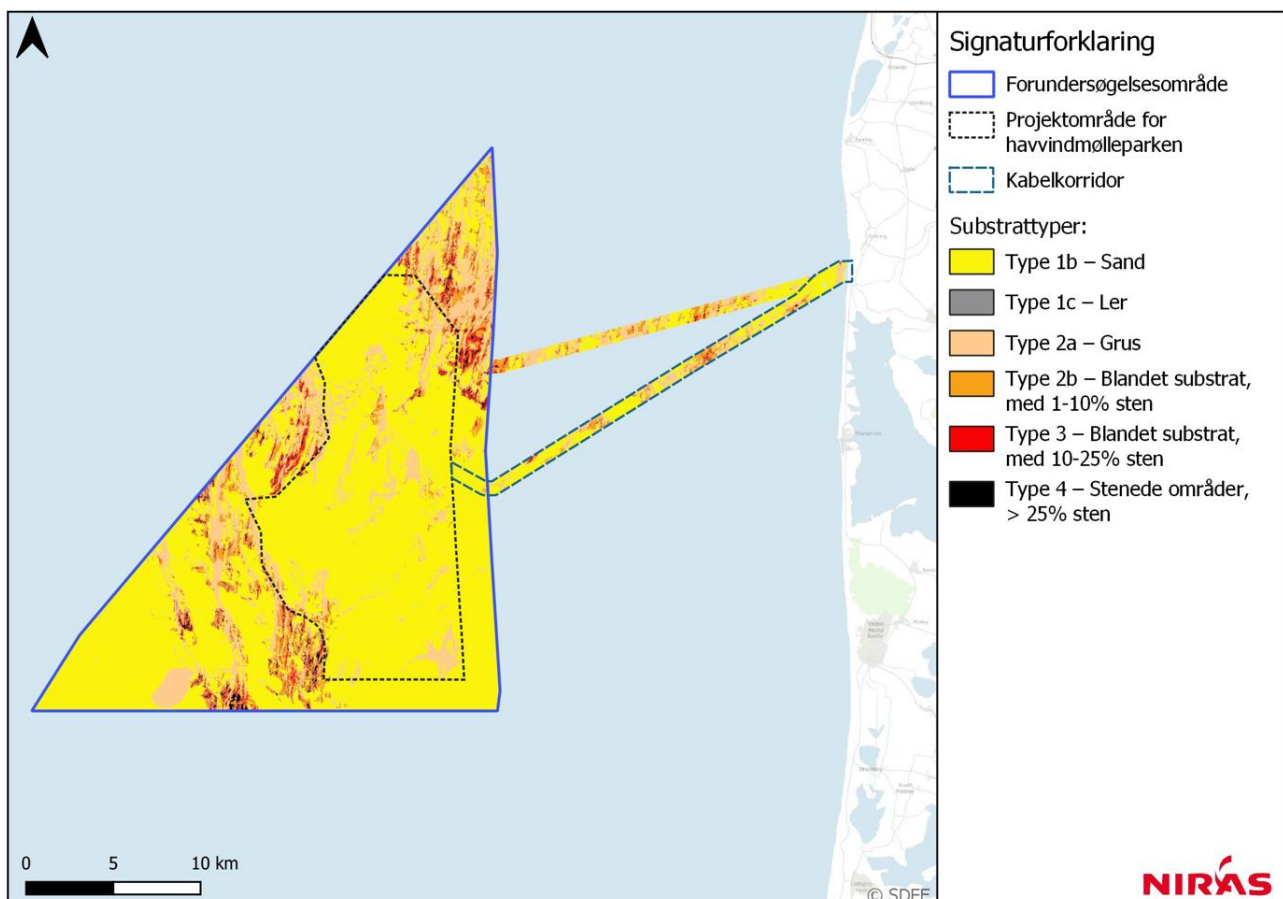 Signaturforklaring
Forundersøgelsesområde
Projektområde for
havvindmølleparken
Kabelkorridor
Substrattyper:
Type 1b – Sand
Type 1c – Ler
Type 2a – Grus
Type 2b – Blandet substrat,
med 1-10% sten
Type 3 – Blandet substrat,
med 10-25% sten
Type 4 – Stenede områder,
> 25% sten
0 5 10 km
© SDFE
NIRAS